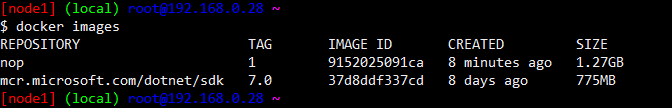 [node1] (local) root@192.168.0.28 ~
$ docker images
REPOSITORY TAG IMAGE ID CREATED SIZE
nop 1 9152025091ca 8 minutes ago 1.27GB
mcr.microsoft.com/dotnet/sdk 7.0 37d8ddf337cd 8 days ago 775MB
[node1] (local) root@192.168.0.28 ~